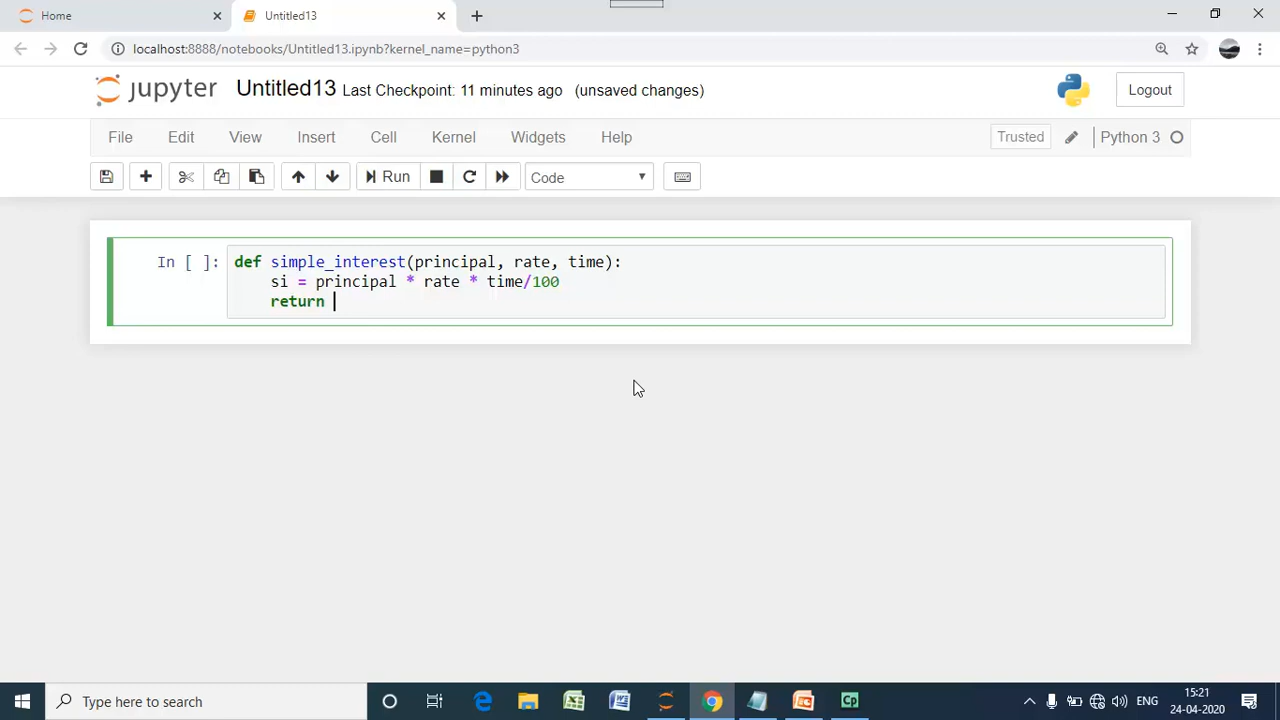 Home
Untitled13
localhost:8888/notebooks/Untitled13.ipynb?kernel_name=python3
jupyter Untitled13 Last Checkpoint: 11 minutes ago (unsaved changes)
Logout
File Edit View Insert Cell Kernel Widgets Help
Trusted
Python 3
Run
Code
In [ ]:
def simple_interest(principal, rate, time):
si = principal * rate * time/100
return
Type here to search
Cp
ENG
15:21
24-04-2020